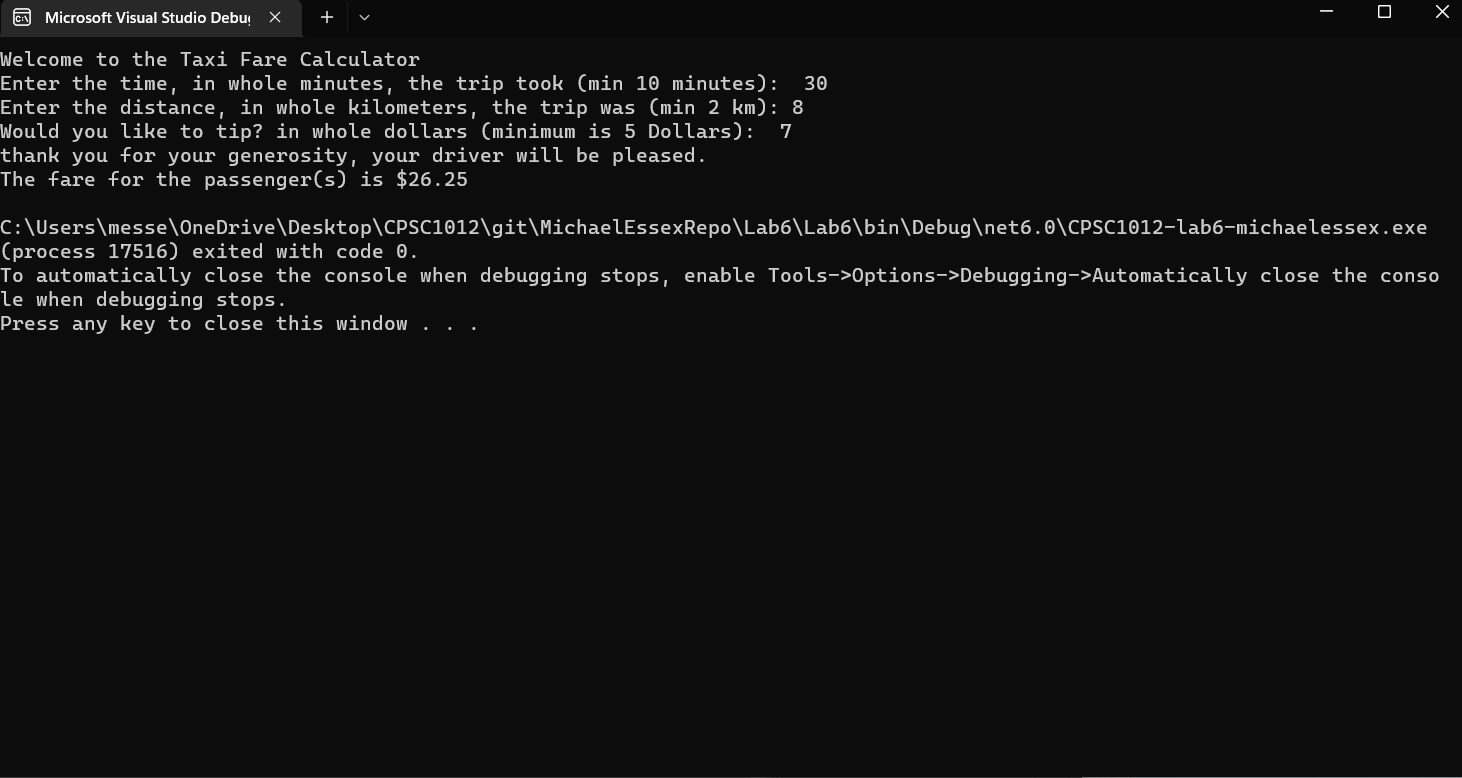 Microsoft Visual Studio Debu
Welcome to the Taxi Fare Calculator
Enter the time, in whole minutes, the trip took (min 10 minutes):  30
Enter the distance, in whole kilometers, the trip was (min 2 km): 8
Would you like to tip? in whole dollars (minimum is 5 Dollars):  7
thank you for your generosity, your driver will be pleased.
The fare for the passenger(s) is $26.25
C:\Users\messe\OneDrive\Desktop\CPSC1012\git\MichaelEssexRepo\Lab6\Lab6\bin\Debug\net6.0\CPSC1012-lab6-michaelessex.exe
(process 17516) exited with code 0.
To automatically close the console when debugging stops, enable Tools->Options->Debugging->Automatically close the conso
le when debugging stops.
Press any key to close this window . . .